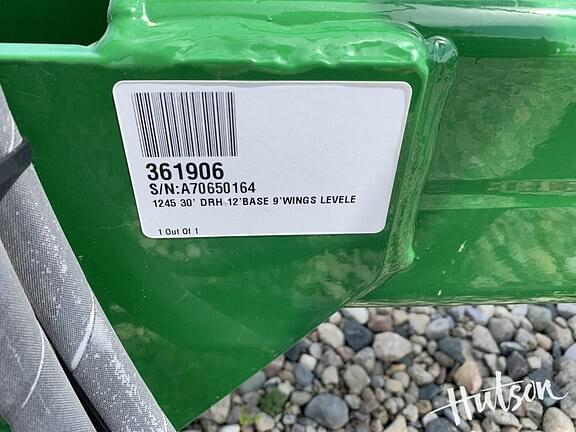 361906
S/N:A70650164
1245 30' DRH 12'BASE 9'WINGS LEVELE
1 Out Of 1
Hutson